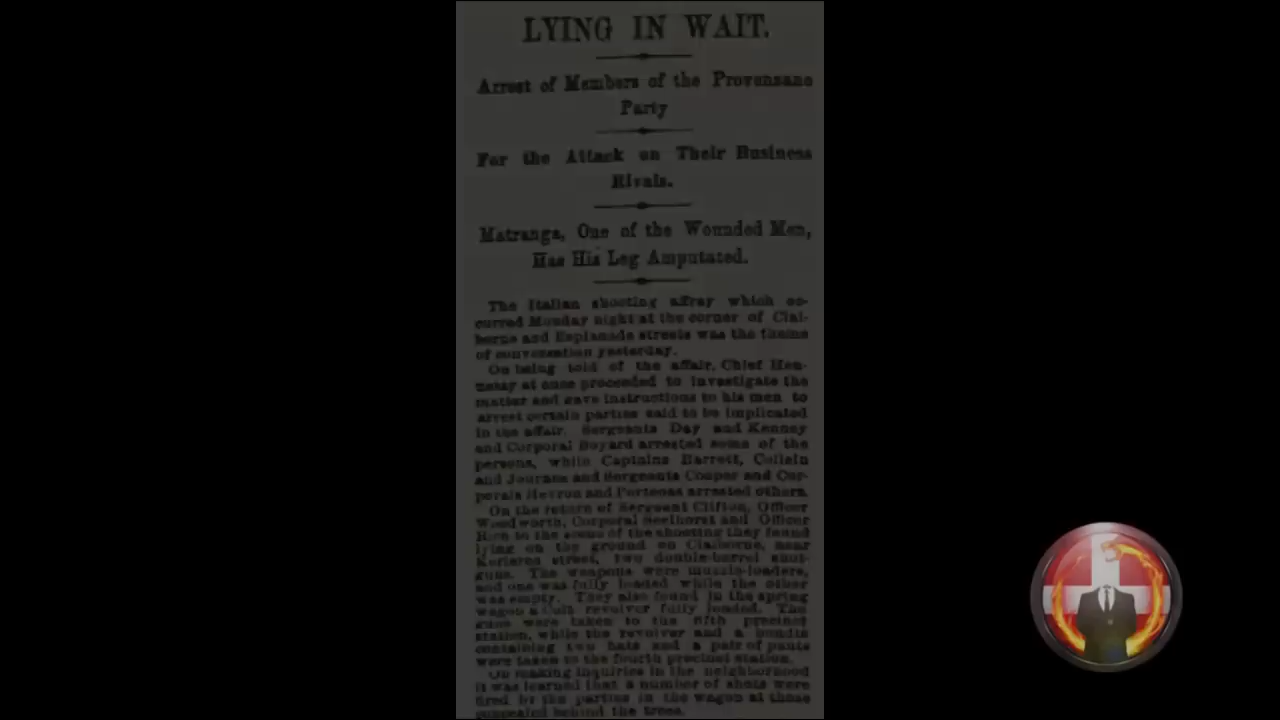 LYING IN WAIT.
Arrest of Members of the Provenzano
Party
For the Attack on Their Business
Rivals.
Matranga, One of the Wounded Men,
Has His Leg Amputated.
The Italian shooting affray which oc-
curred Monday night at the corner of Clai-
borne and Esplanade streets was the theme
of conversation yesterday.
On being told of the affair, Chief Hen-
nessy at once proceeded to investigate the
matter and gave instructions to his men to
arrest certain parties said to be implicated
in the affair. Sergeants Day and Kenney
and Corporal Boyard arrested some of the
persons, while Captains Barrett, Collein
and Journee and Sergeants Cooper and Cor-
porals and Porteous arrested others.
On the return of Sergeant Clifton, Officer
Woodworth, Corporal and Officer
to the scene of the shooting they found
lying on the ground on Claiborne, near
street, two double-barrel shot-
guns. The weapons were muzzle-loaders,
and one was fully loaded while the other
was empty. They also found in the spring
wagon a Colt revolver fully loaded. The
guns were taken to the fifth precinct
station, while the revolver and a bundle
containing two hats and a pair of pants
were taken to the fourth precinct station.
On making inquiries in the neighborhood
it was learned that a number of shots were
fired by the parties in the wagon at those
concealed behind the trees.